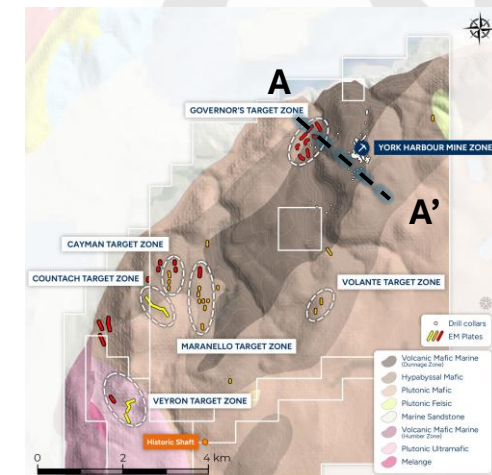 A
GOVERNOR'S TARGET ZONE
YORK HARBOUR MINE ZONE
A'
CAYMAN TARGET ZONE
COUNTACH TARGET ZONE
VOLANTE TARGET ZONE
MARANELLO TARGET ZONE
VEYRON TARGET ZONE
Historic Shaft
0 2 4 km
Drill collars
EM Plates
Volcanic Mafic Marine
(Dunnage Zone)
Hypabyssal Mafic
Plutonic Mafic
Plutonic Felsic
Marine Sandstone
Volcanic Mafic Marine
(Humber Zone)
Plutonic Ultramafic
Melange